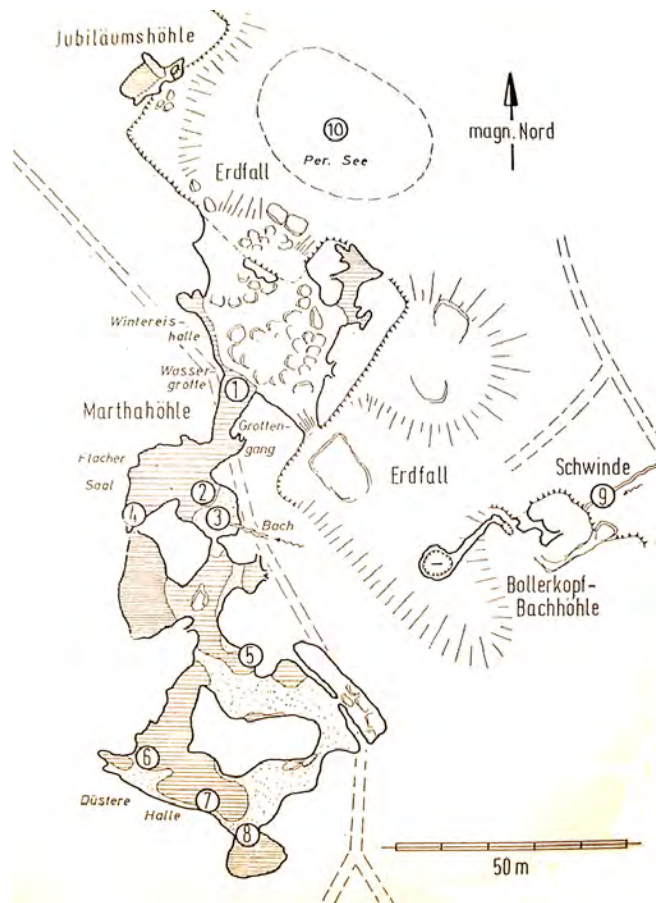 Jubiläumshöhle
⑩
Per. See
magn. Nord
Erdfall
Wintereis-
halle
Wasser-
grotte
①
Marthahöhle
Grotten-
gang
Flacher
Saal
Erdfall
Schwinde
⑨
②
④
③
Bach
Bollerkopf-
Bachhöhle
⑤
⑥
⑦
Düstere Halle
⑧
50 m